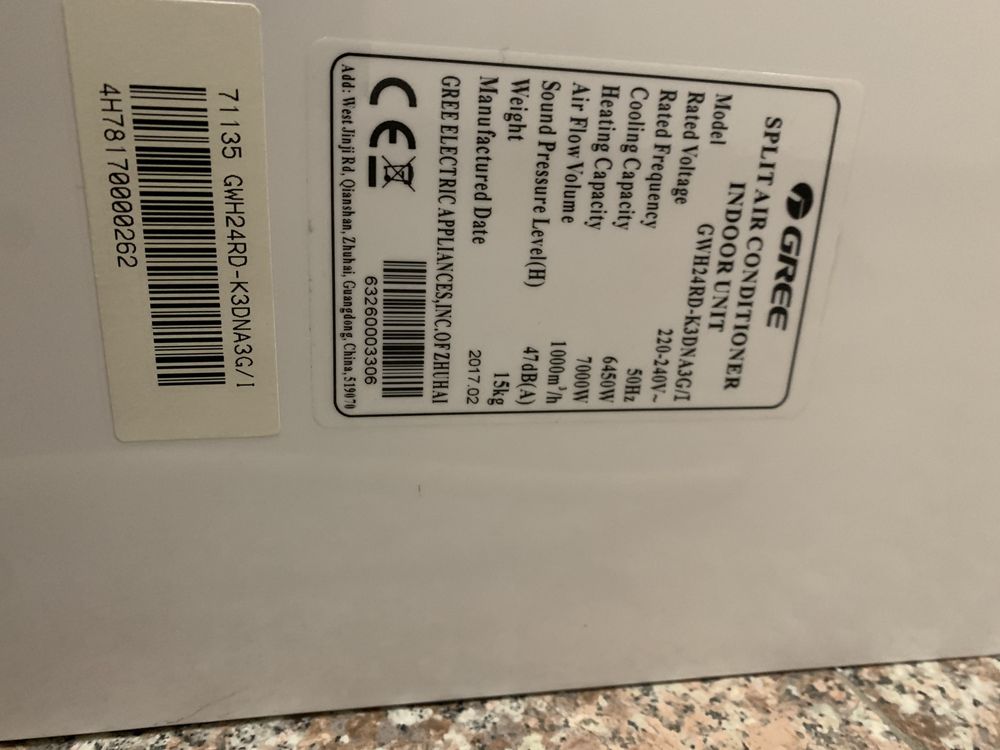 GREE
SPLIT AIR CONDITIONER
INDOOR UNIT
Model GWH24RD-K3DNA3G/I
Rated Voltage 220-240V~
Rated Frequency 50Hz
Cooling Capacity 6450W
Heating Capacity 7000W
Air Flow Volume 1000m³/h
Sound Pressure Level(H) 47dB(A)
Weight 15kg
Manufactured Date 2017.02
GREE ELECTRIC APPLIANCES,INC.OF ZHUHAI
CE
63260003306
Add: West Jinji Rd, Qianshan, Zhuhai, Guangdong, China, 519070
71135 GWH24RD-K3DNA3G/I
4H78170000262